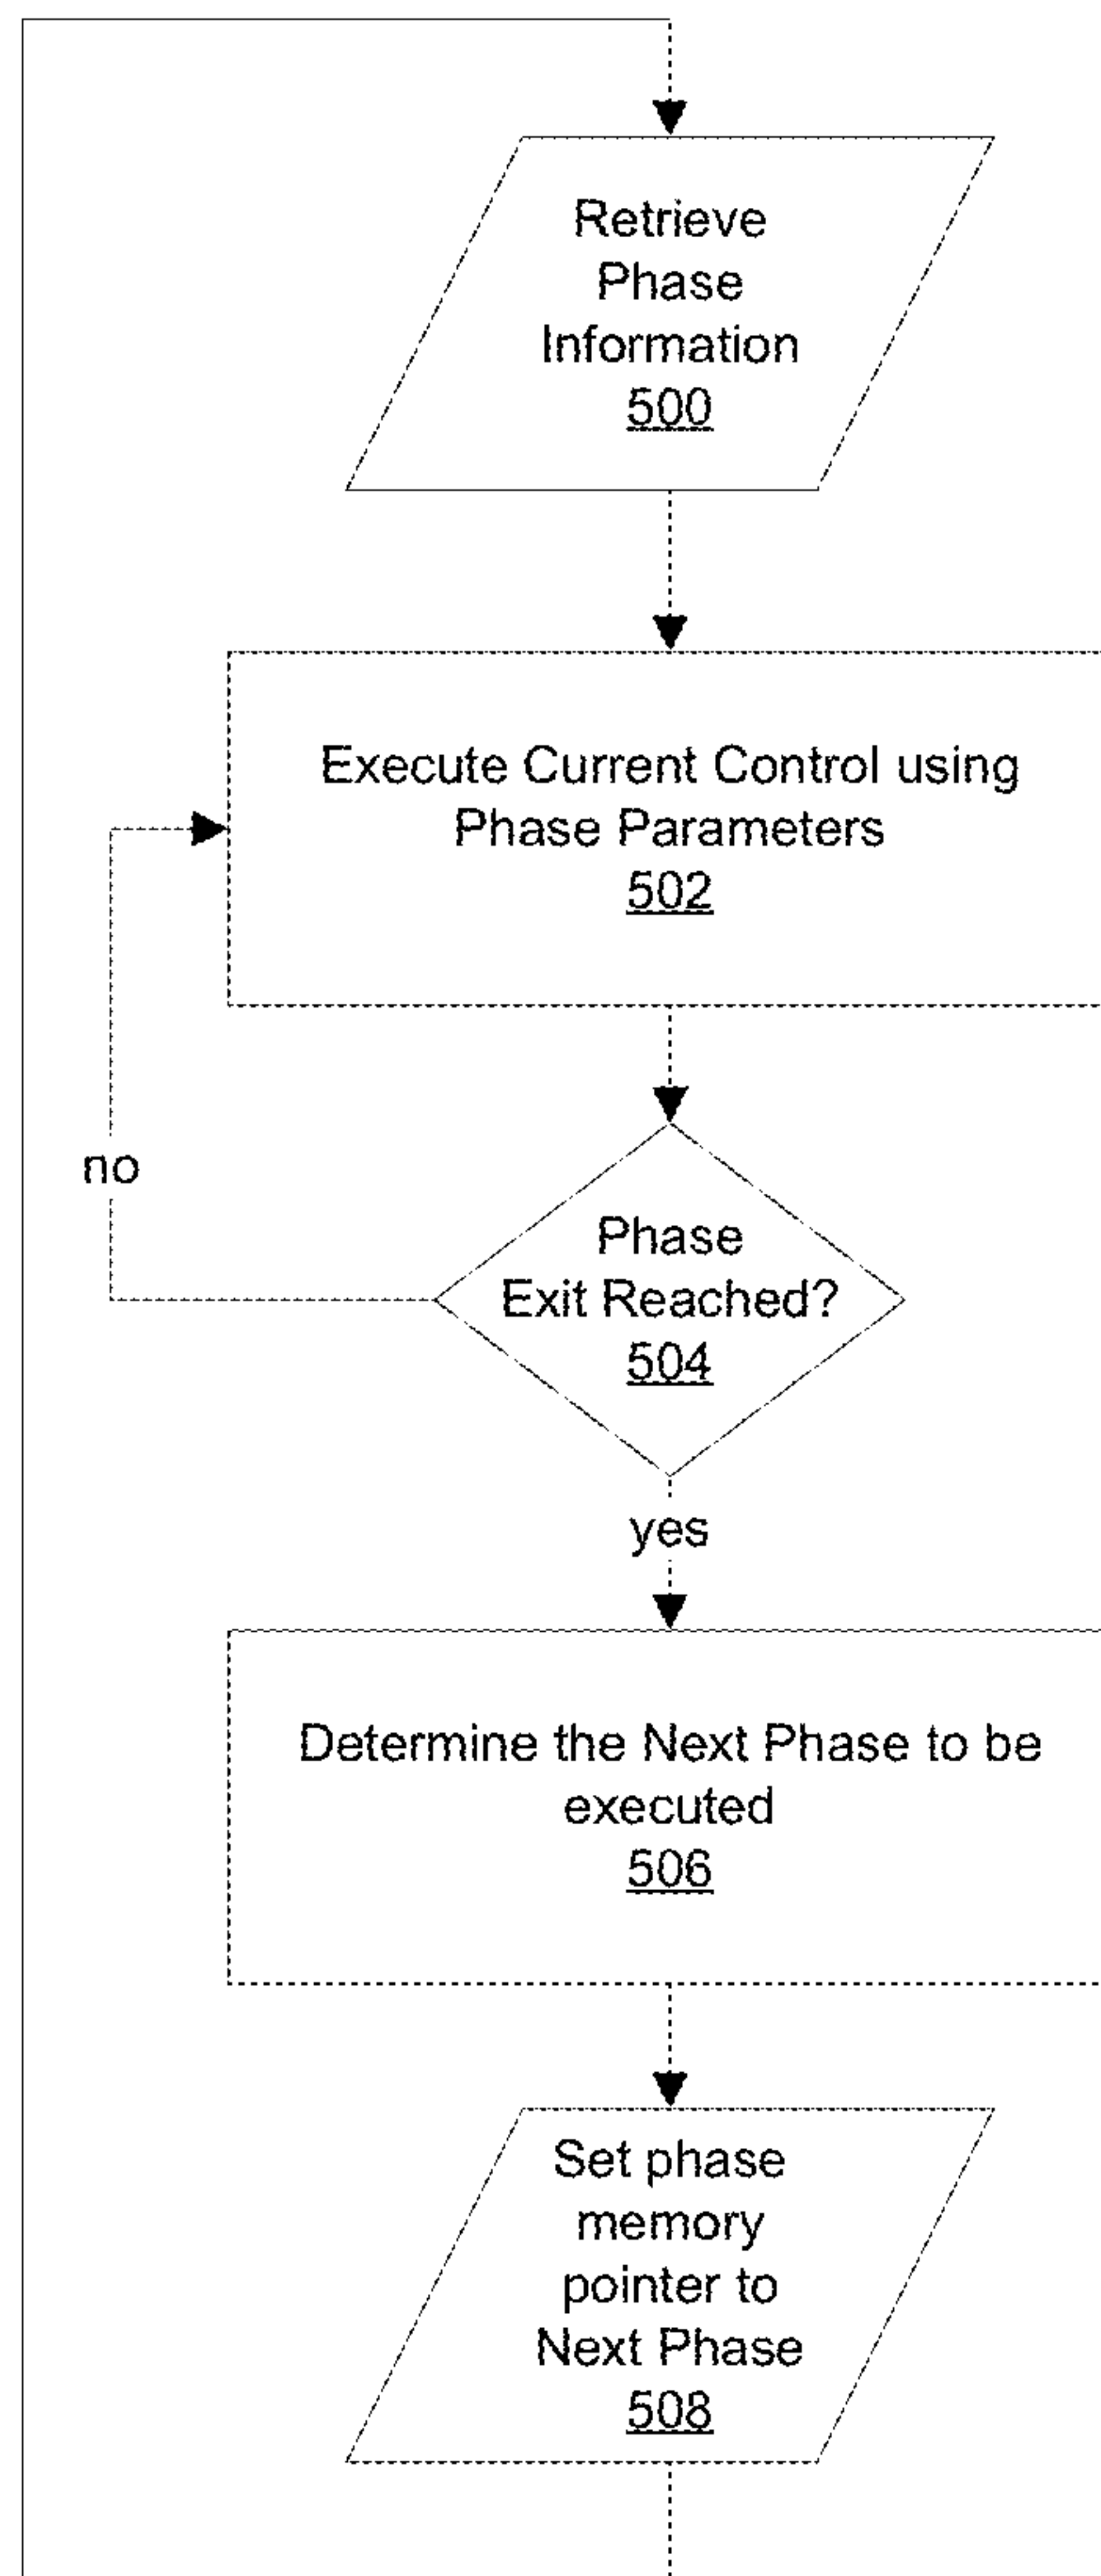 Retrieve
Phase
Information
500
Execute Current Control using
Phase Parameters
502
no
Phase
Exit Reached?
504
yes
Determine the Next Phase to be
executed
506
Set phase
memory
pointer to
Next Phase
508